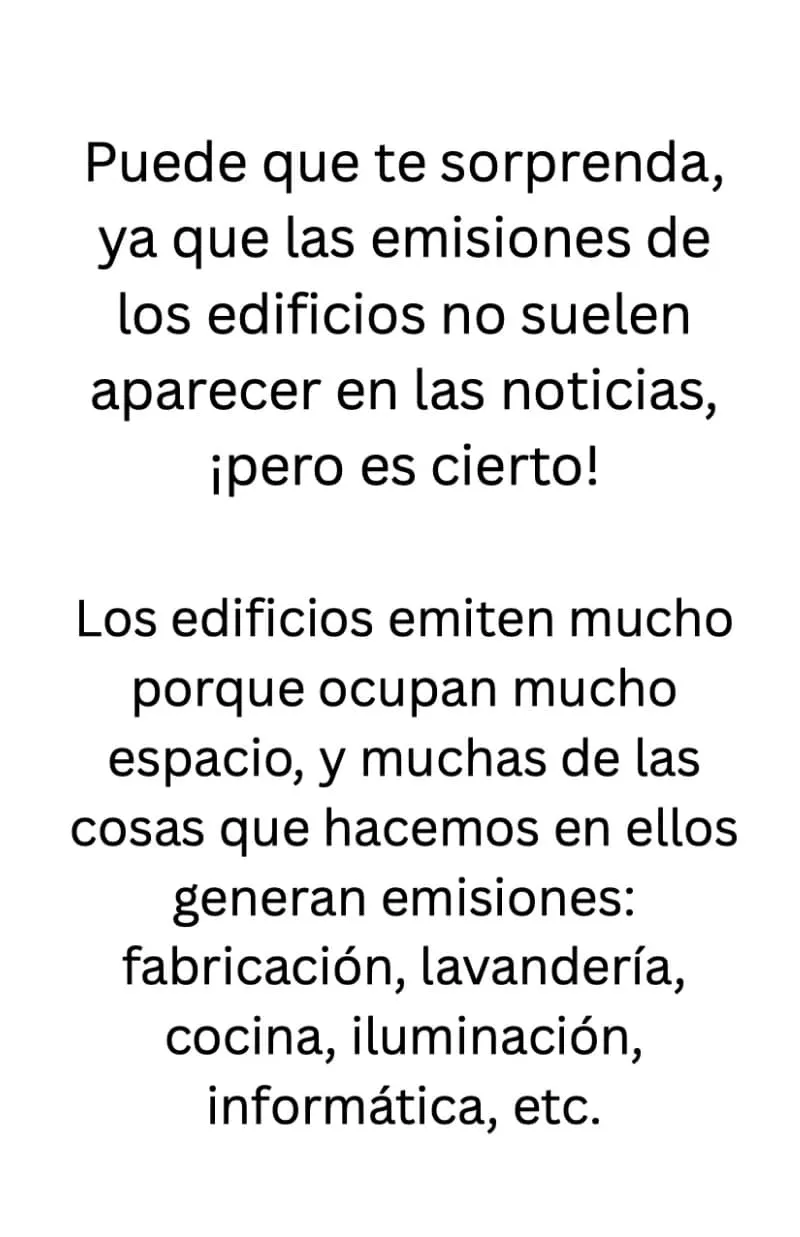 Puede que te sorprenda,
ya que las emisiones de
los edificios no suelen
aparecer en las noticias,
¡pero es cierto!
Los edificios emiten mucho
porque ocupan mucho
espacio, y muchas de las
cosas que hacemos en ellos
generan emisiones:
fabricación, lavandería,
cocina, iluminación,
informática, etc.